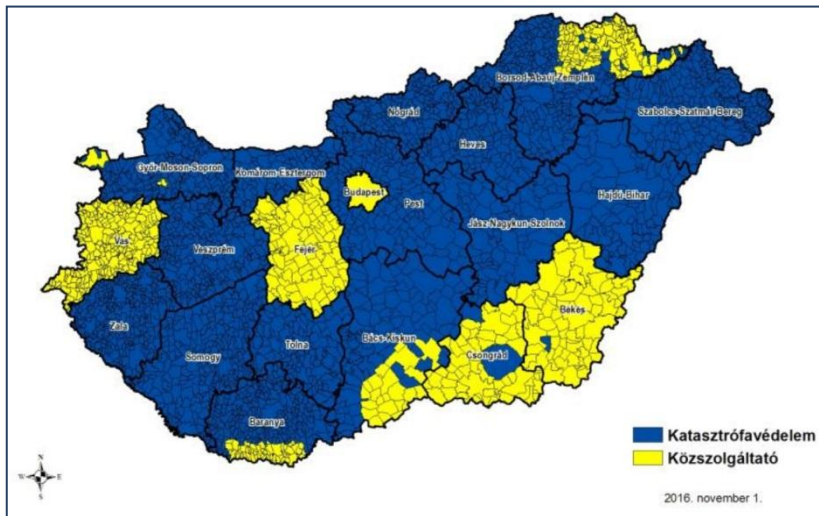 Borsod-Abaúj-Zemplén
Nógrád
Szabolcs-Szatmár-Bereg
Heves
Győr-Moson-Sopron
Komárom-Esztergom
Budapest
Pest
Hajdú-Bihar
Jász-Nagykun-Szolnok
Vas
Veszprém
Fejér
Békés
Zala
Bács-Kiskun
Tolna
Somogy
Csongrád
Baranya
Katasztrófavédelem
Közszolgáltató
2016. november 1.
N
W E
S